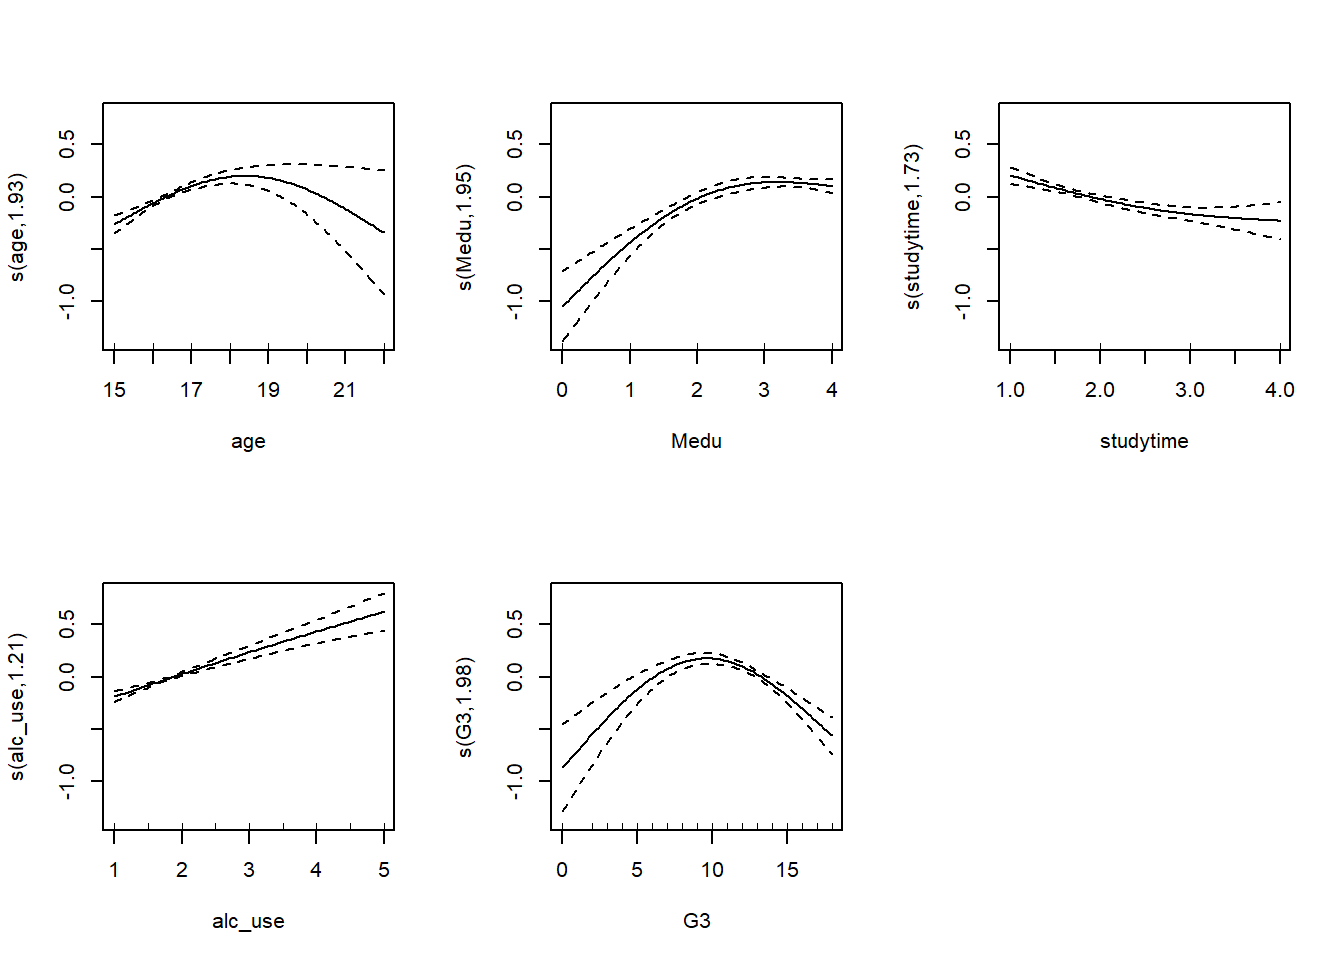 s(age,1.93)
0.5
0.0
-1.0
15 17 19 21
age
s(Medu,1.95)
0.5
0.0
-1.0
0 1 2 3 4
Medu
s(studytime,1.73)
0.5
0.0
-1.0
1.0 2.0 3.0 4.0
studytime
s(alc_use,1.21)
0.5
0.0
-1.0
1 2 3 4 5
alc_use
s(G3,1.98)
0.5
0.0
-1.0
0 5 10 15
G3